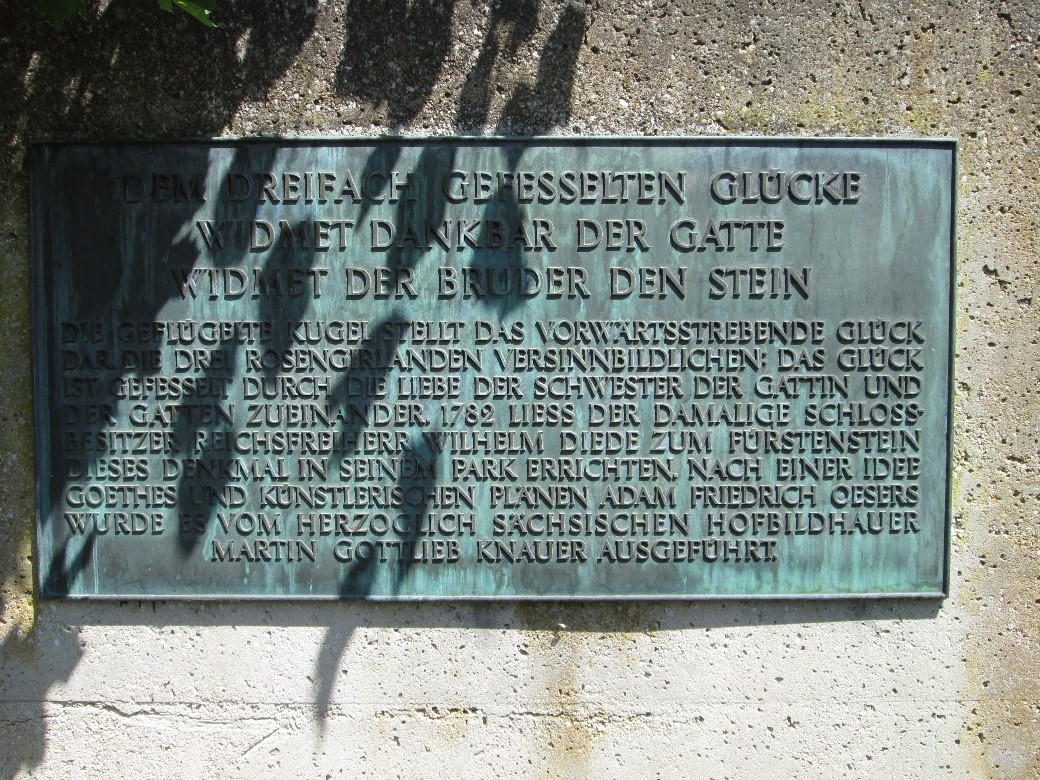 DEM DREIFACH GEFESSELTEN GLÜCKE
WIDMET DANKBAR DER GATTE
WIDMET DER BRUDER DEN STEIN
DIE GEFLÜGELTE KUGEL STELLT DAS VORWÄRTSSTREBENDE GLÜCK
DAR. DIE DREI ROSENGIRLANDEN VERSINNBILDLICHEN: DAS GLÜCK
IST GEFESSELT DURCH DIE LIEBE DER SCHWESTER DER GATTIN UND
DER GATTEN ZUEINANDER. 1782 LIESS DER DAMALIGE SCHLOSS-
BESITZER REICHSFREIHERR WILHELM DIEDE ZUM FÜRSTENSTEIN
DIESES DENKMAL IN SEINEM PARK ERRICHTEN. NACH EINER IDEE
GOETHES UND KÜNSTLERISCHEN PLÄNEN ADAM FRIEDRICH OESERS
WURDE ES VOM HERZOGLICH SÄCHSISCHEN HOFBILDHAUER
MARTIN GOTTLIEB KNAUER AUSGEFÜHRT.